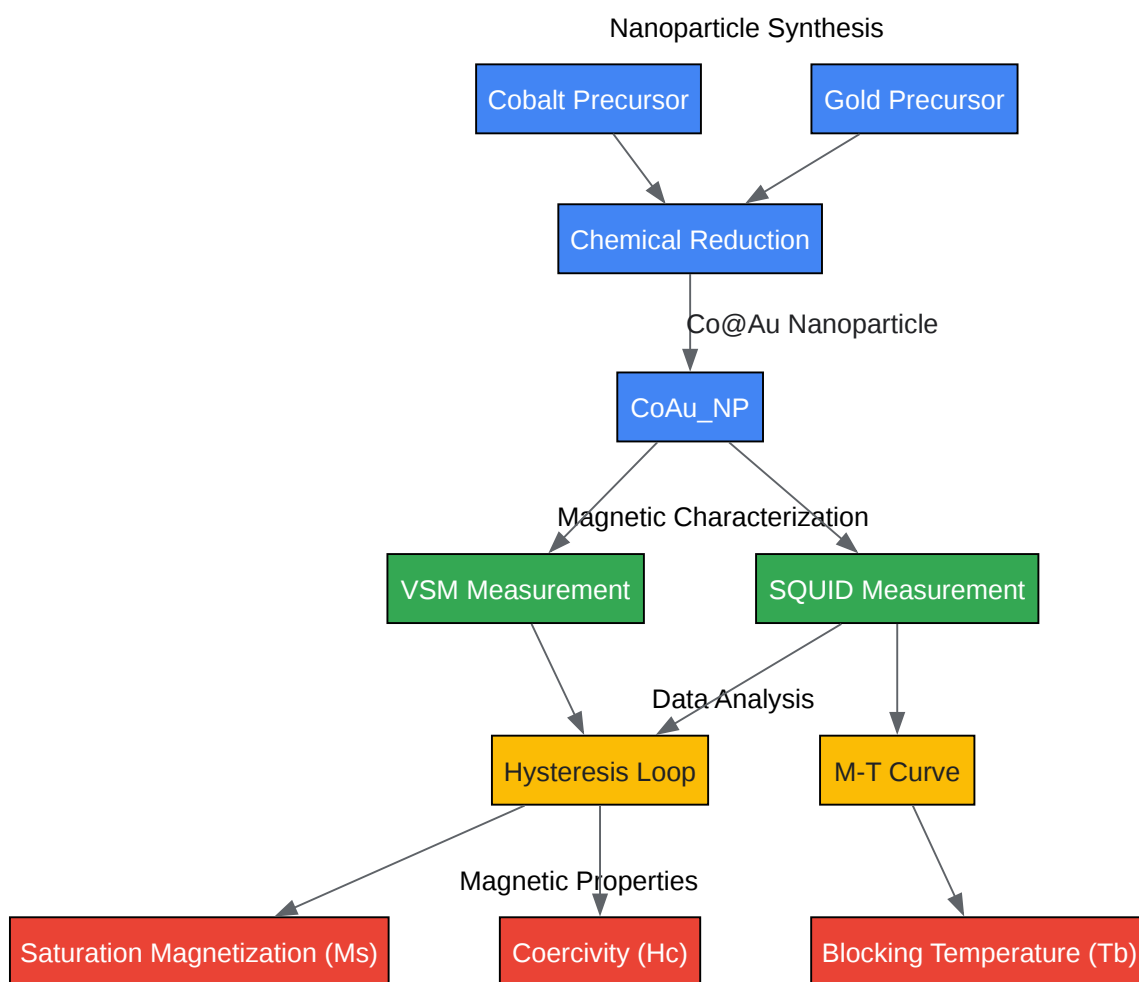 Nanoparticle Synthesis
Cobalt Precursor
Gold Precursor
Chemical Reduction
Co@Au Nanoparticle
CoAu_NP
Magnetic Characterization
VSM Measurement
SQUID Measurement
Data Analysis
Hysteresis Loop
M-T Curve
Magnetic Properties
Saturation Magnetization (Ms)
Coercivity (Hc)
Blocking Temperature (Tb)